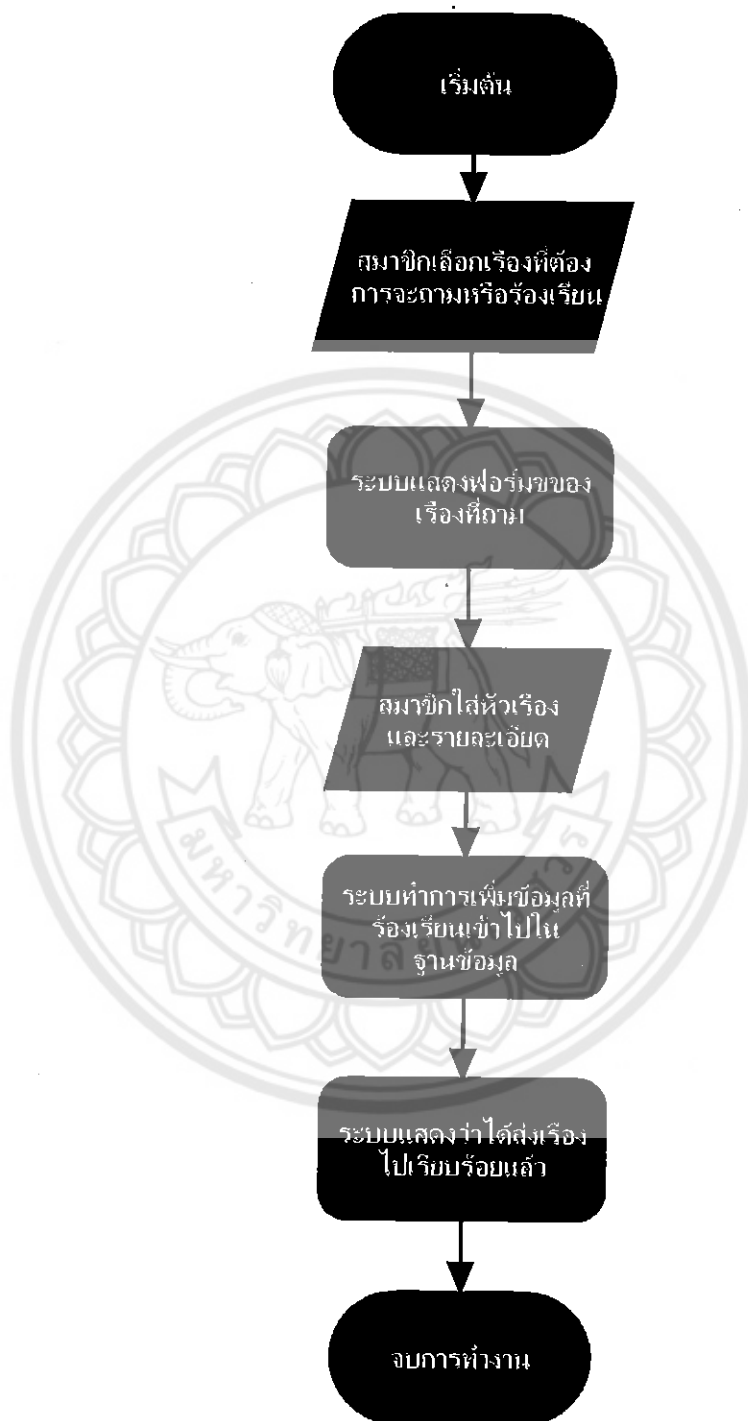 เริ่มต้น
สมาชิกเลือกเรื่องที่ต้อง
การจะถามหรือร้องเรียน
ระบบแสดงฟอร์มขของ
เรื่องที่ถาม
สมาชิกใส่หัวเรื่อง
และรายละเอียด
ระบบทำการเพิ่มข้อมูลที่
ร้องเรียนเข้าไปใน
ฐานข้อมูล
ระบบแสดงว่าได้ส่งเรื่อง
ไปเรียบร้อยแล้ว
จบการทำงาน